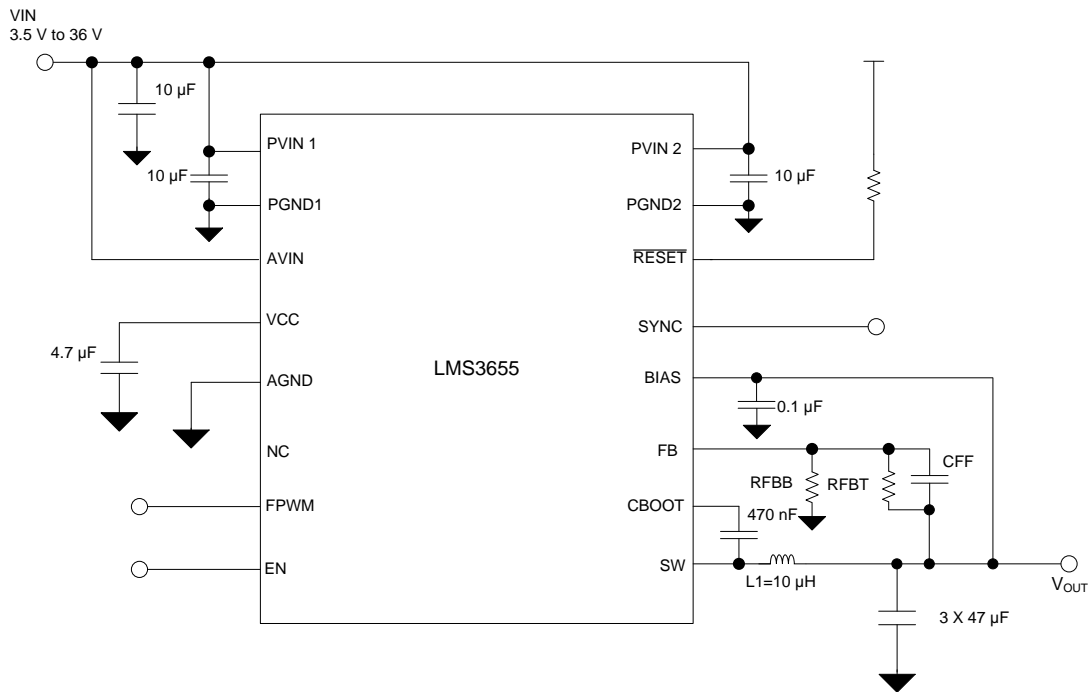 VIN
3.5 V to 36 V
10 µF
10 µF
PVIN 1
PGND1
AVIN
VCC
4.7 µF
AGND
NC
FPWM
EN
LMS3655
PVIN 2
10 µF
PGND2
RESET
SYNC
BIAS
0.1 µF
FB
RFBB
RFBT
CFF
CBOOT
470 nF
SW
L1=10 µH
VOUT
3 X 47 µF